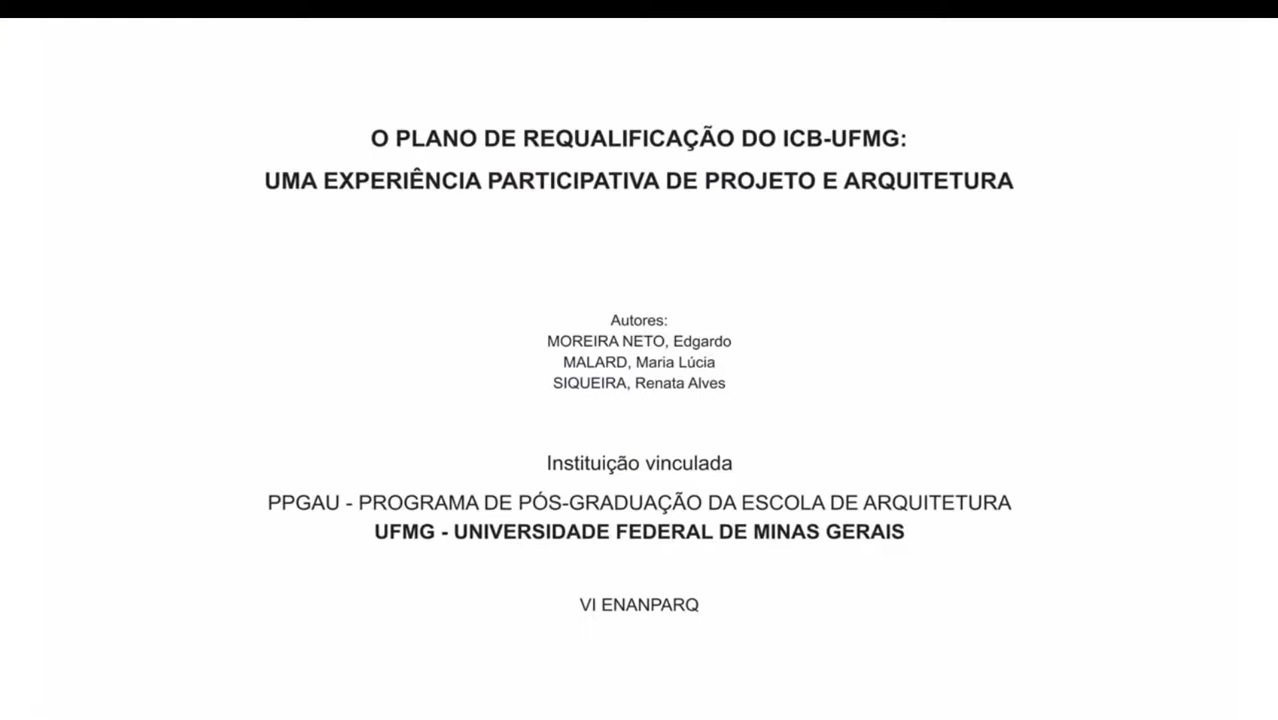 O PLANO DE REQUALIFICAÇÃO DO ICB-UFMG:
UMA EXPERIÊNCIA PARTICIPATIVA DE PROJETO E ARQUITETURA
Autores:
MOREIRA NETO, Edgardo
MALARD, Maria Lúcia
SIQUEIRA, Renata Alves
Instituição vinculada
PPGAU - PROGRAMA DE PÓS-GRADUAÇÃO DA ESCOLA DE ARQUITETURA
UFMG - UNIVERSIDADE FEDERAL DE MINAS GERAIS
VI ENANPARQ